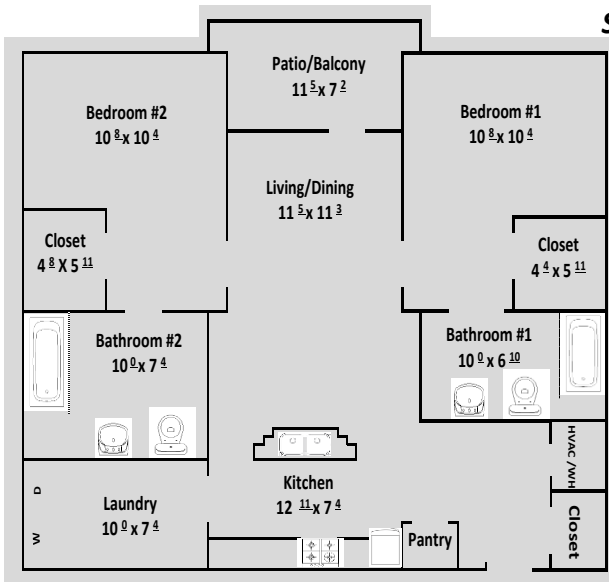 S
Patio/Balcony
11 5 x 7 2
Bedroom #2
10 8 x 10 4
Bedroom #1
10 8 x 10 4
Living/Dining
11 5 x 11 3
Closet
4 8 X 5 11
Closet
4 4 x 5 11
Bathroom #2
10 0 x 7 4
Bathroom #1
10 0 x 6 10
HVAC /WH
Kitchen
12 11 x 7 4
D
W
Laundry
10 0 x 7 4
Pantry
Closet